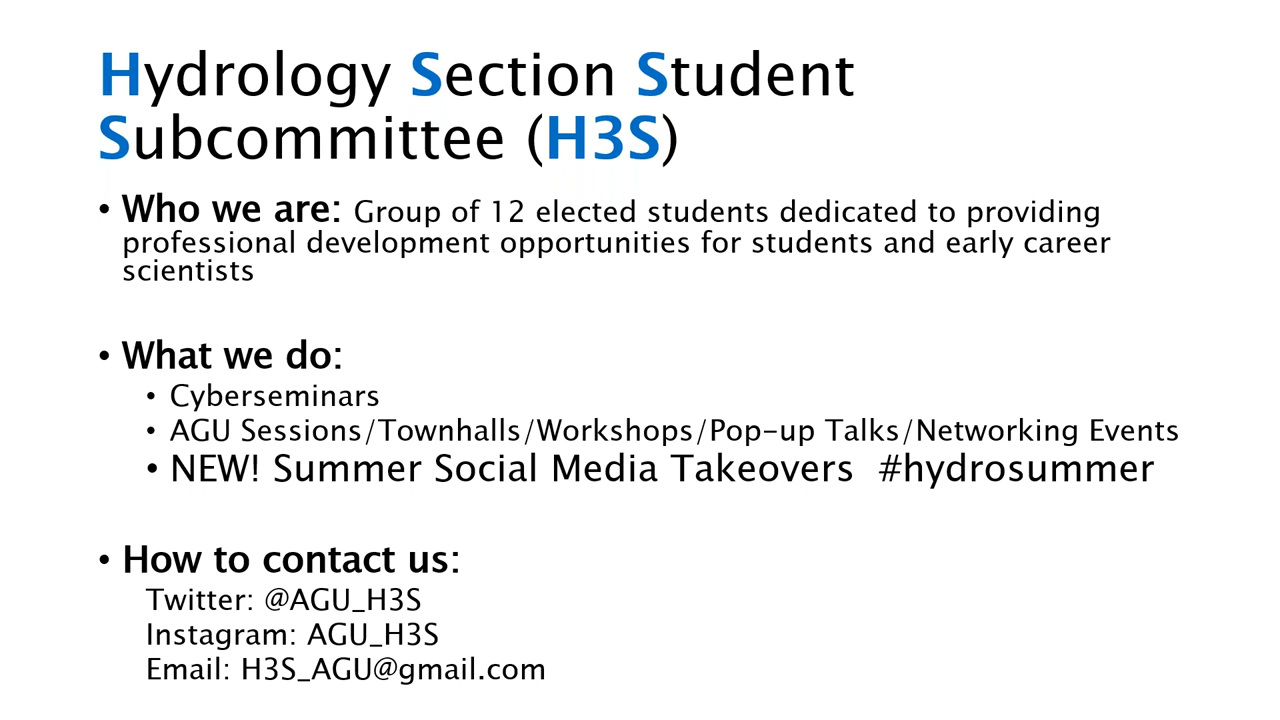 Hydrology Section Student
Subcommittee (H3S)
• Who we are: Group of 12 elected students dedicated to providing
professional development opportunities for students and early career
scientists
• What we do:
• Cyberseminars
• AGU Sessions/Townhalls/Workshops/Pop-up Talks/Networking Events
• NEW! Summer Social Media Takeovers #hydrosummer
• How to contact us:
Twitter: @AGU_H3S
Instagram: AGU_H3S
Email: H3S_AGU@gmail.com